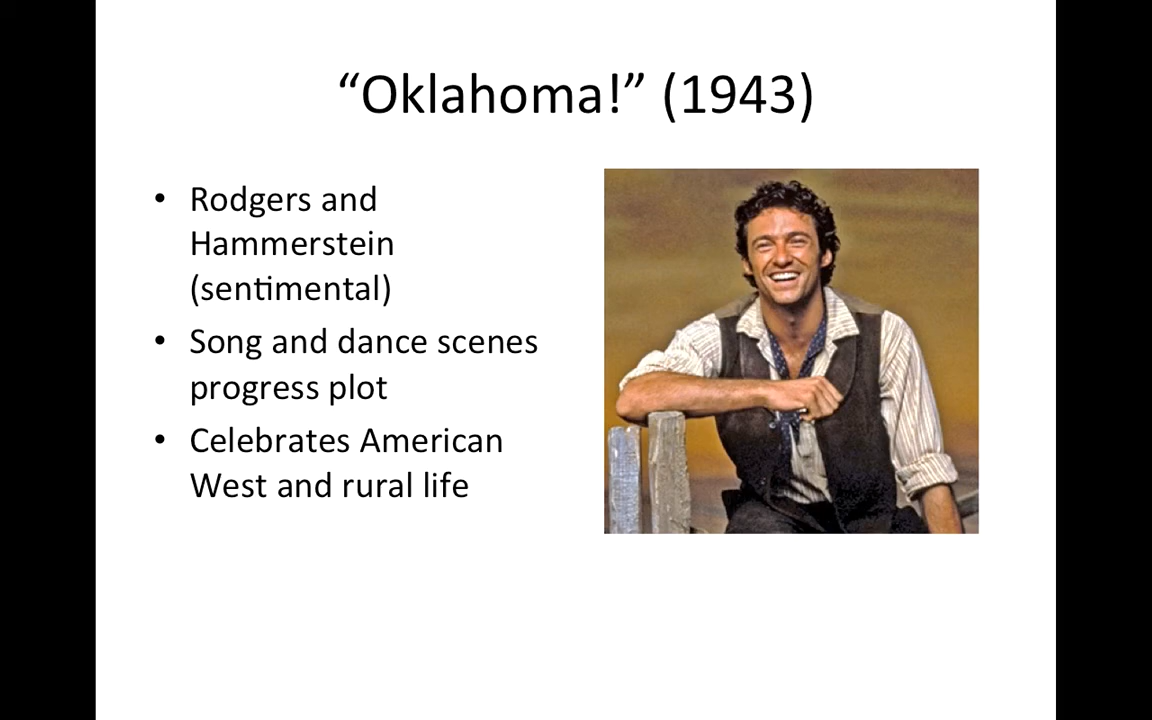 “Oklahoma!” (1943)
• Rodgers and
Hammerstein
(sentimental)
• Song and dance scenes
progress plot
• Celebrates American
West and rural life